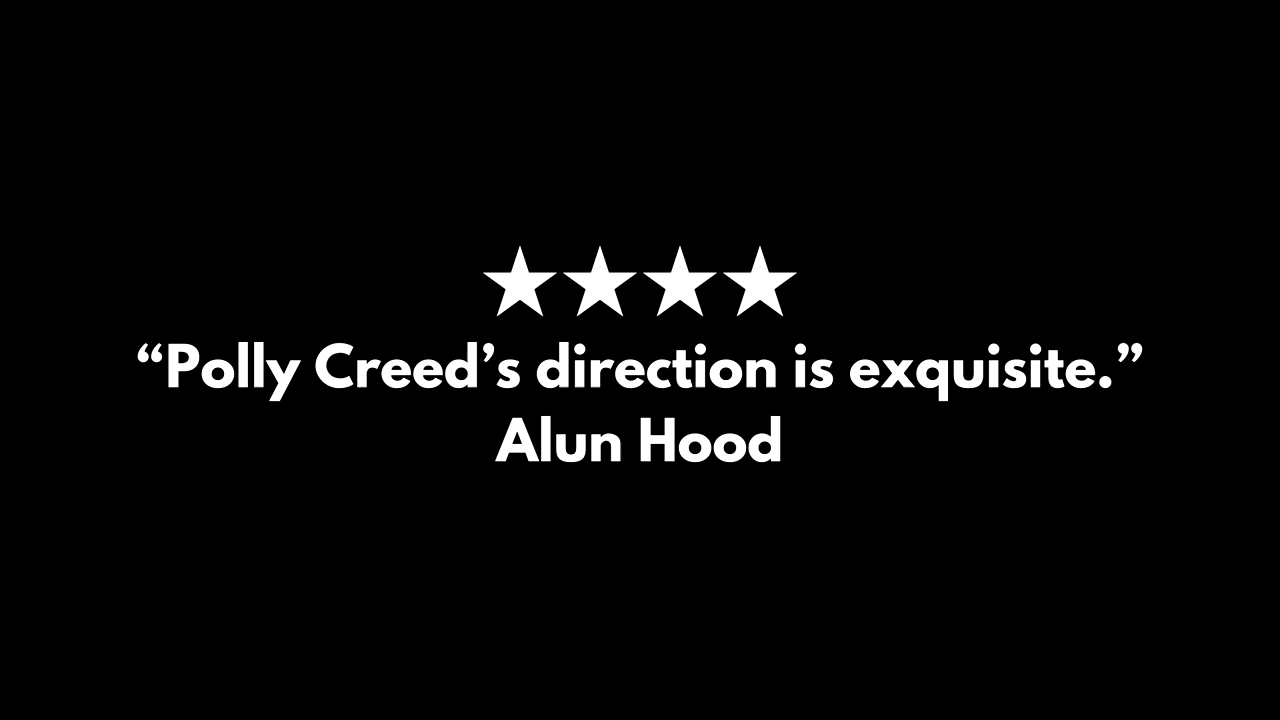 ★★★★
“Polly Creed’s direction is exquisite.”
Alun Hood